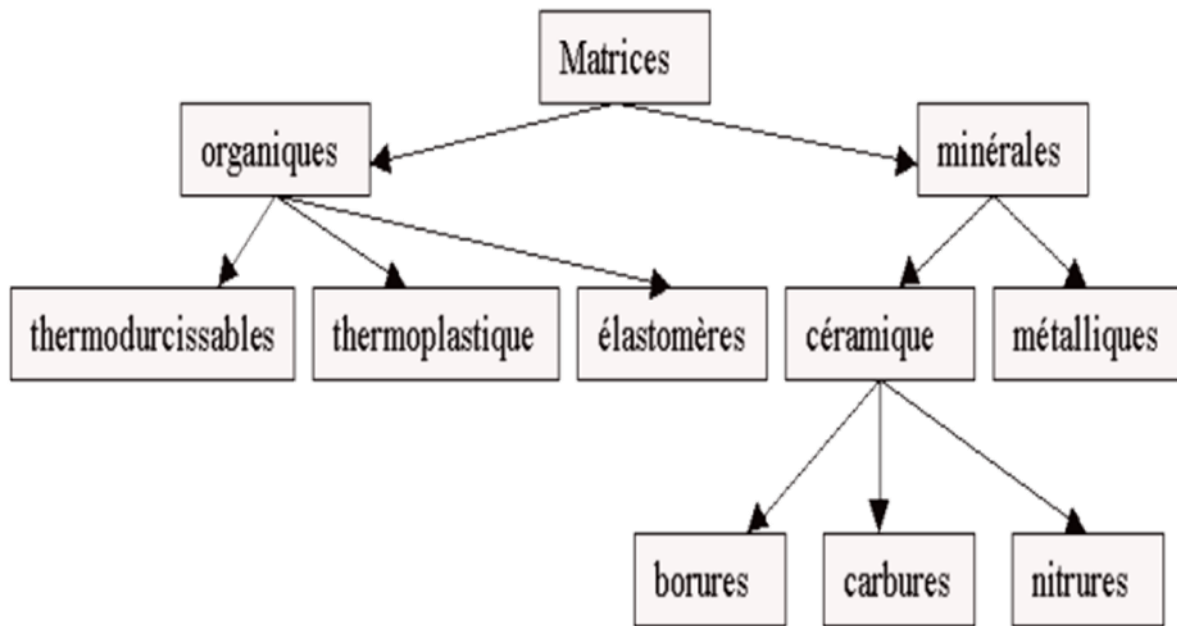 Matrices
organiques
minérales
thermodurcissables
thermoplastique
élastomères
céramique
métalliques
borures
carbures
nitrures